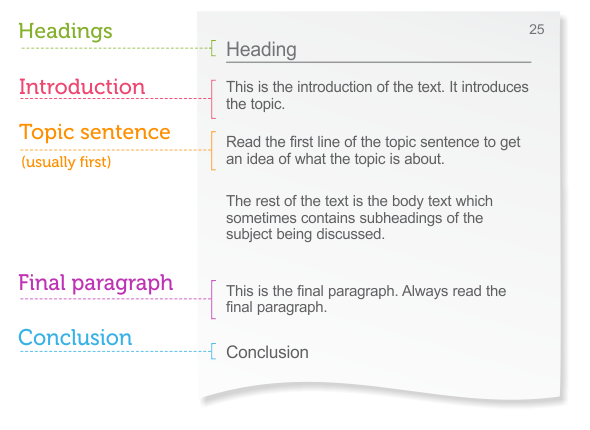 Headings
25
Heading
Introduction
This is the introduction of the text. It introduces
the topic.
Topic sentence
(usually first)
Read the first line of the topic sentence to get
an idea of what the topic is about.
The rest of the text is the body text which
sometimes contains subheadings of the
subject being discussed.
Final paragraph
This is the final paragraph. Always read the
final paragraph.
Conclusion
Conclusion